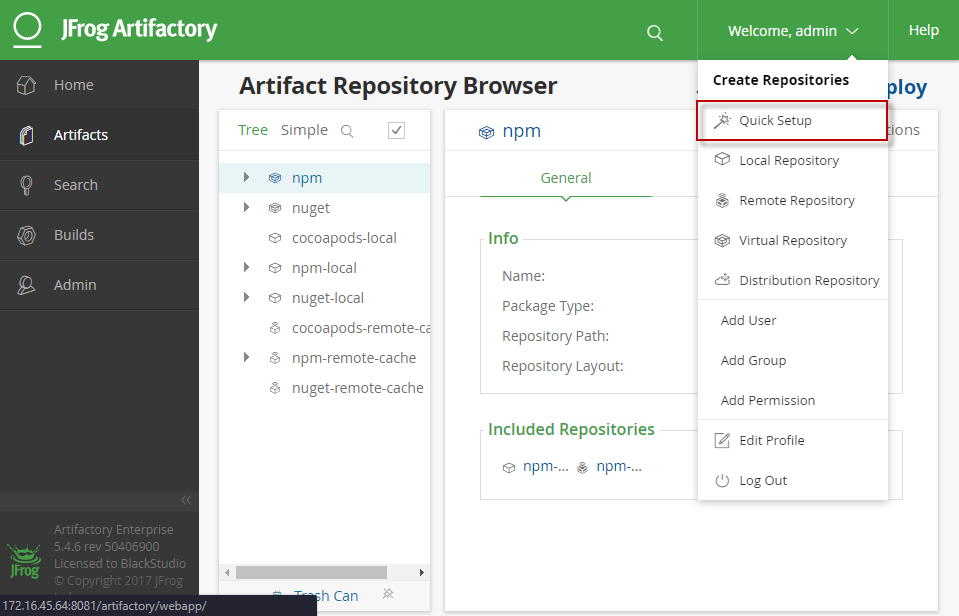 JFrog Artifactory
Welcome, admin
Help
Home
Artifacts
Search
Builds
Admin
Artifactory Enterprise
5.4.6 rev 50406900
Licensed to BlackStudio
© Copyright 2017 JFrog
JFrog
172.16.45.64:8081/artifactory/webapp/
Artifact Repository Browser
ploy
Tree Simple
npm
nuget
cocoapods-local
npm-local
nuget-local
cocoapods-remote-ca
npm-remote-cache
nuget-remote-cache
Trash Can
npm
ions
General
Info
Name:
Package Type:
Repository Path:
Repository Layout:
Included Repositories
npm-... npm-...
Create Repositories
Quick Setup
Local Repository
Remote Repository
Virtual Repository
Distribution Repository
Add User
Add Group
Add Permission
Edit Profile
Log Out